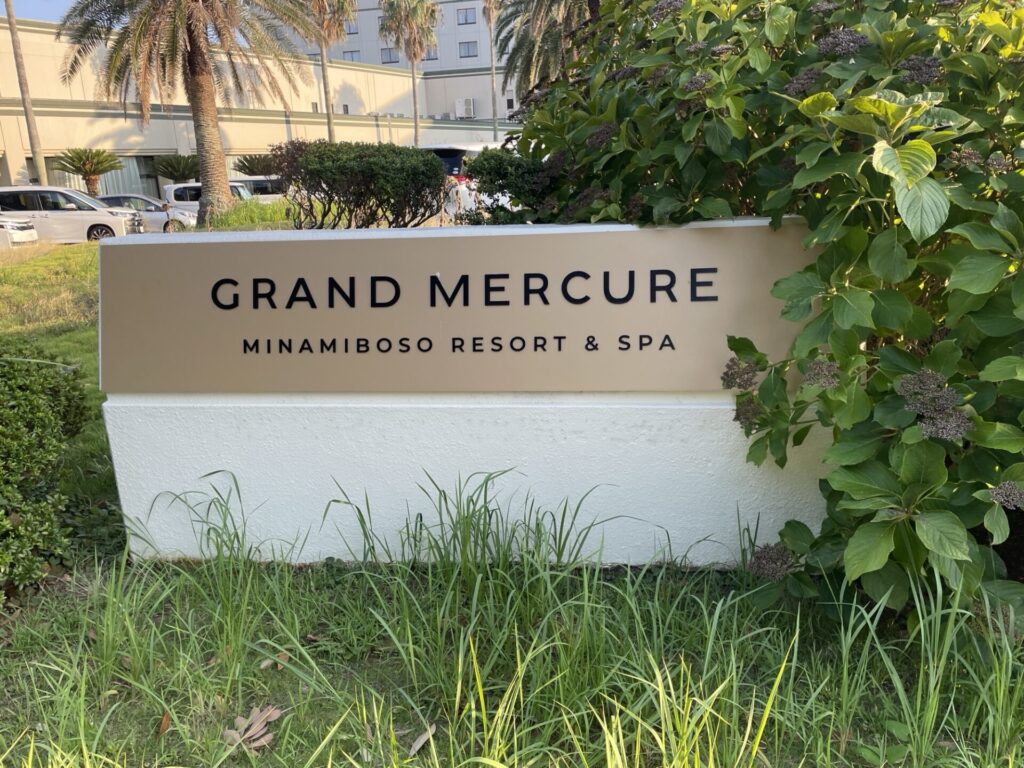 GRAND MERCURE
MINAMIBOSO RESORT & SPA